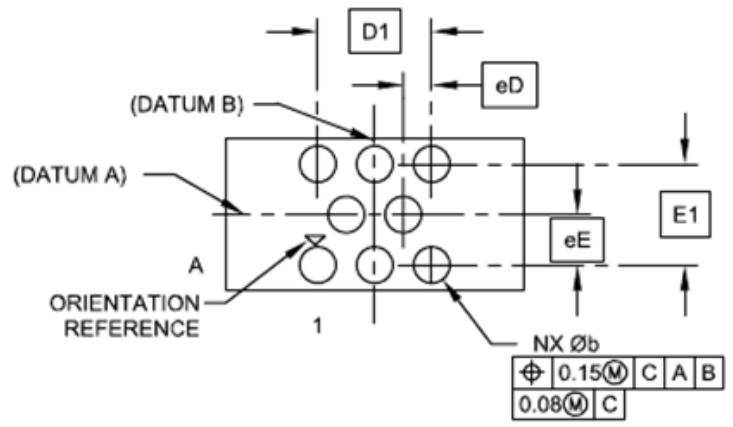 D1
eD
(DATUM B)
(DATUM A)
E1
eE
A
ORIENTATION
REFERENCE
1
NX Øb
⌖ 0.15Ⓜ C A B
0.08Ⓜ C